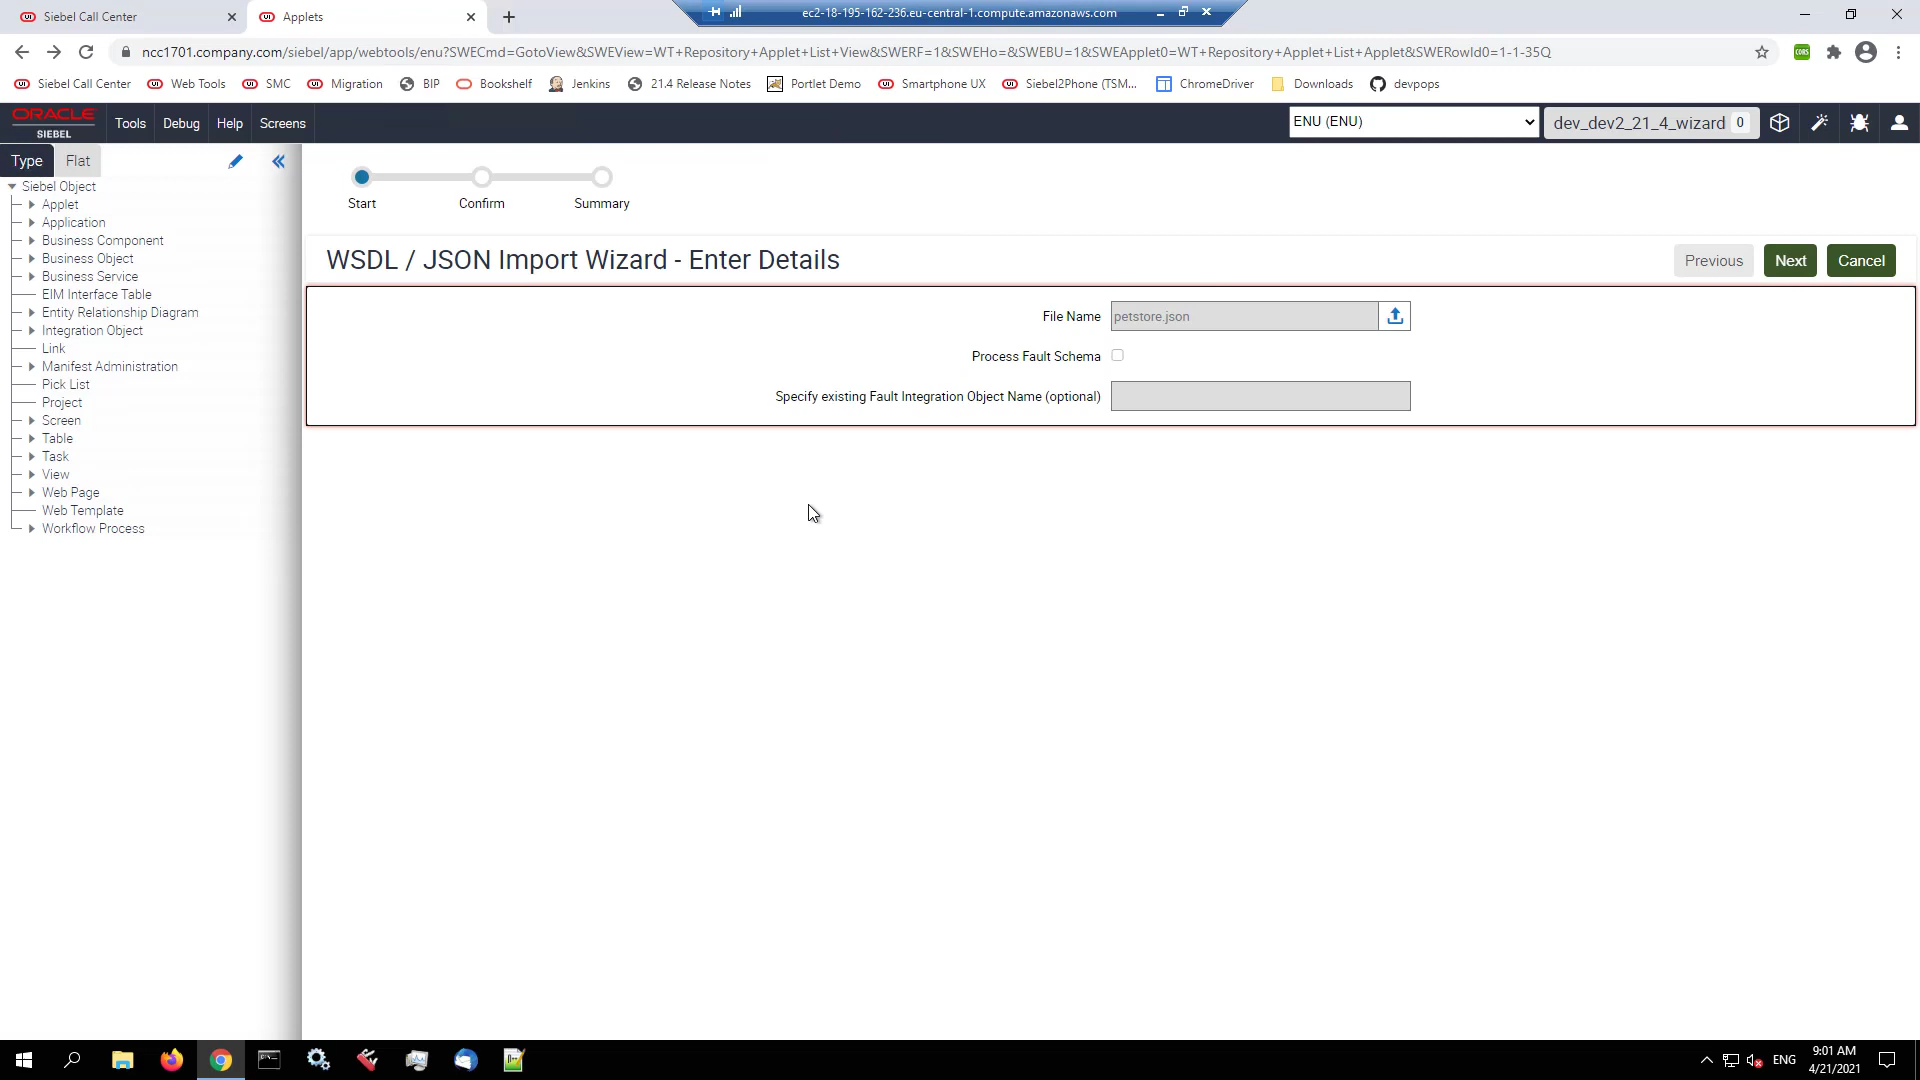 Siebel Call Center
Applets
ec2-18-195-162-236.eu-central-1.compute.amazonaws.com
ncc1701.company.com/siebel/app/webtools/enu?SWECmd=GotoView&SWEView=WT+Repository+Applet+List+View&SWERF=1&SWEHo=&SWEBU=1&SWEApplet0=WT+Repository+Applet+List+Applet&SWERowId0=1-1-35Q
CORS
Siebel Call Center Web Tools SMC Migration BIP Bookshelf Jenkins 21.4 Release Notes Portlet Demo Smartphone UX Siebel2Phone (TSM... ChromeDriver Downloads devpops
ORACLE
SIEBEL
Tools Debug Help Screens ENU (ENU) dev_dev2_21_4_wizard 0
Type Flat
Siebel Object
Applet
Application
Business Component
Business Object
Business Service
EIM Interface Table
Entity Relationship Diagram
Integration Object
Link
Manifest Administration
Pick List
Project
Screen
Table
Task
View
Web Page
Web Template
Workflow Process
Start Confirm Summary
WSDL / JSON Import Wizard - Enter Details
Previous Next Cancel
File Name petstore.json
Process Fault Schema
Specify existing Fault Integration Object Name (optional)
ENG
9:01 AM
4/21/2021